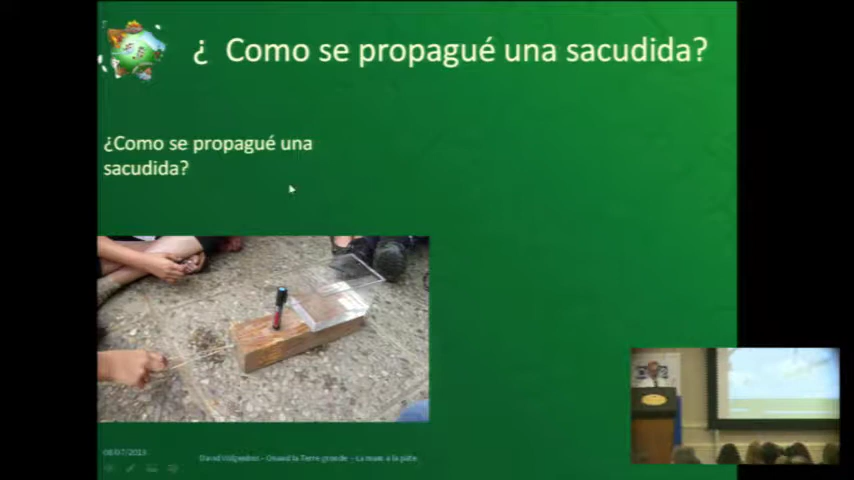 ¿ Como se propagué una sacudida?
¿Como se propagué una
sacudida?
08/07/2013
David Wilgenbus – Quand la Terre gronde – La main à la pâte